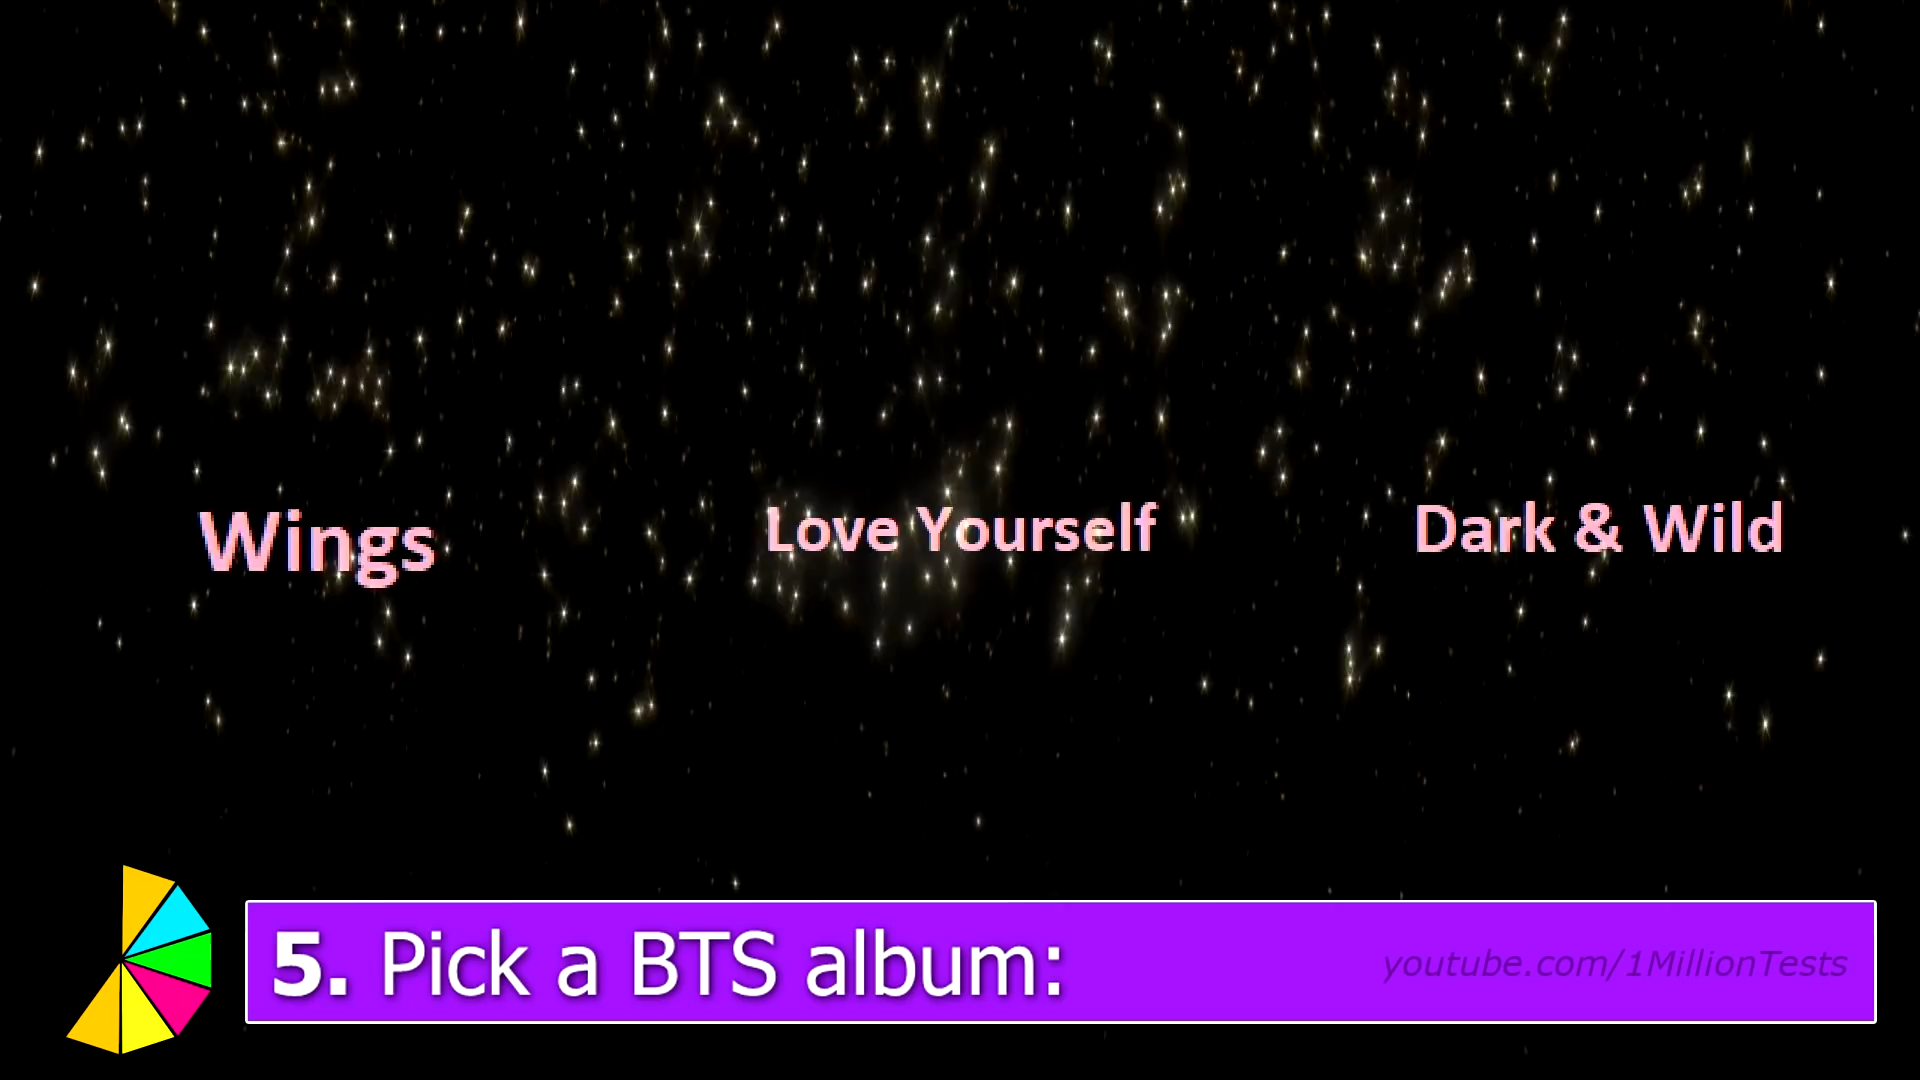 Wings
Love Yourself
Dark & Wild
5. Pick a BTS album:
youtube.com/1MillionTests